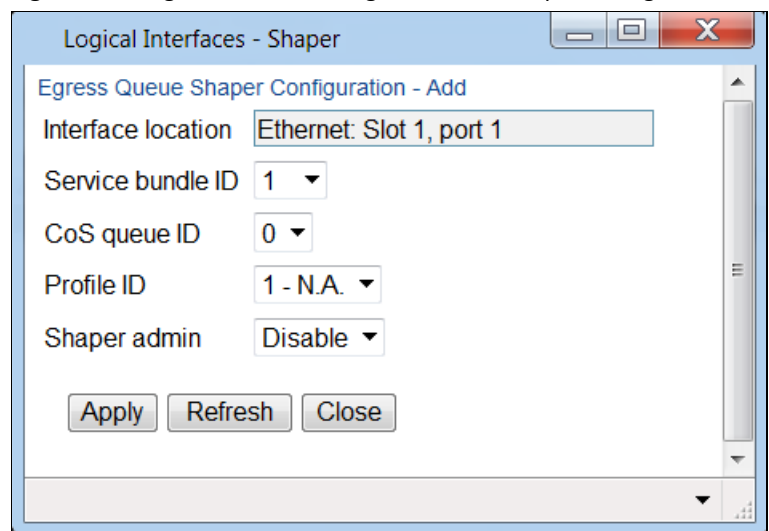 Logical Interfaces - Shaper
Egress Queue Shaper Configuration - Add
Interface location Ethernet: Slot 1, port 1
Service bundle ID 1
CoS queue ID 0
Profile ID 1 - N.A.
Shaper admin Disable
Apply Refresh Close